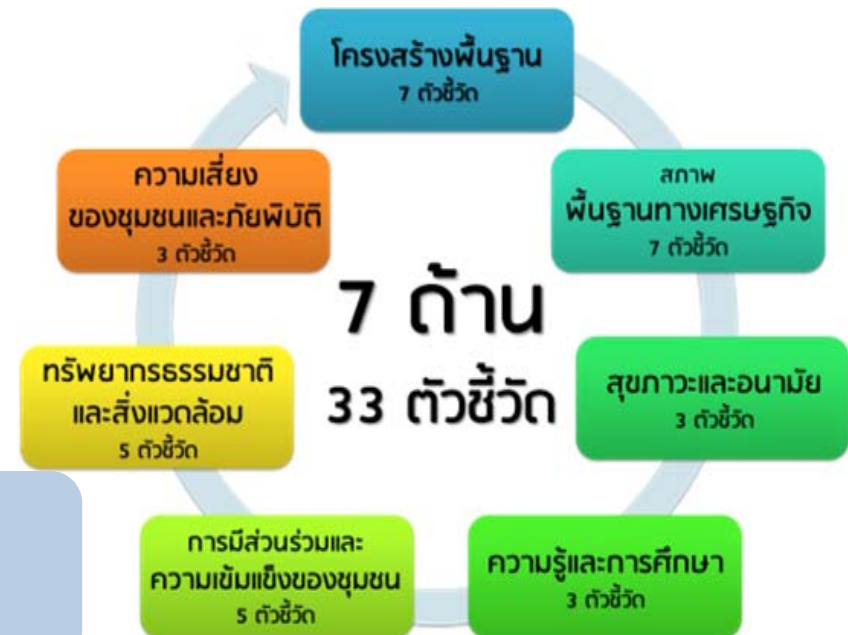 โครงสร้างพื้นฐาน
7 ตัวชี้วัด
สภาพ
พื้นฐานทางเศรษฐกิจ
7 ตัวชี้วัด
สุขภาวะและอนามัย
3 ตัวชี้วัด
ความรู้และการศึกษา
3 ตัวชี้วัด
การมีส่วนร่วมและ
ความเข้มแข็งของชุมชน
5 ตัวชี้วัด
ทรัพยากรธรรมชาติ
และสิ่งแวดล้อม
5 ตัวชี้วัด
ความเสี่ยง
ของชุมชนและภัยพิบัติ
3 ตัวชี้วัด
7 ด้าน
33 ตัวชี้วัด